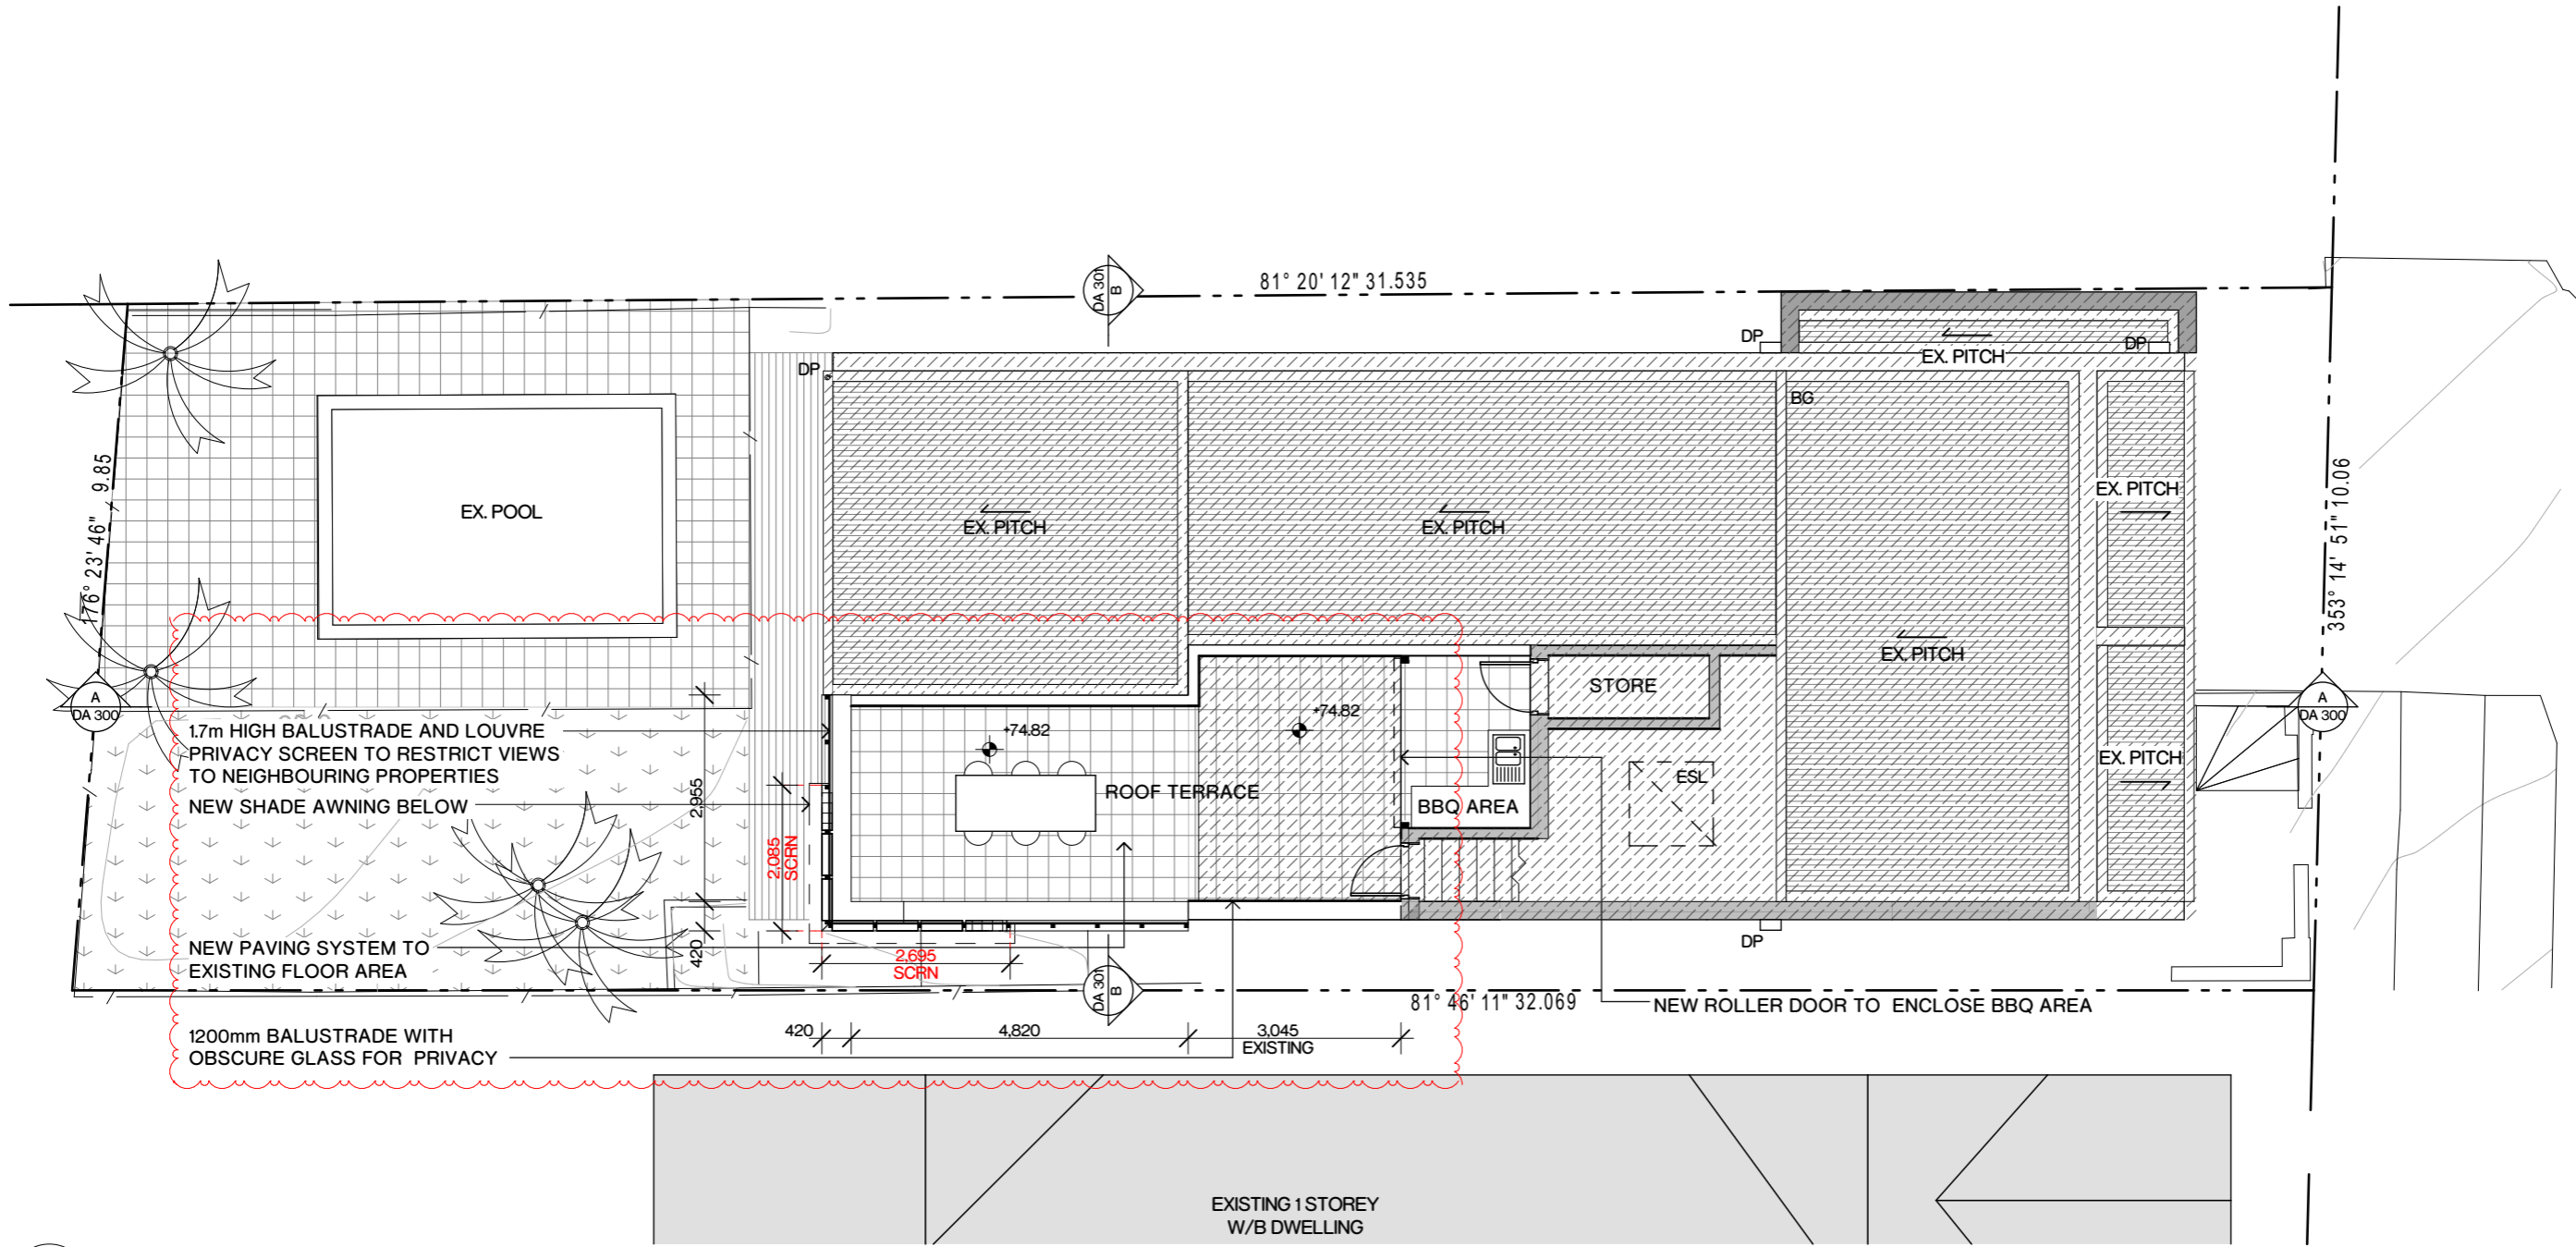 81° 20' 12" 31.535
DA 301
B
DP
DP
EX. PITCH
DP
BG
176° 23' 46" 9.85
EX. POOL
EX. PITCH
EX. PITCH
EX. PITCH
353° 14' 51" 10.06
EX. PITCH
STORE
A
DA 300
+74.82
+74.82
A
DA 300
1.7m HIGH BALUSTRADE AND LOUVRE
PRIVACY SCREEN TO RESTRICT VIEWS
TO NEIGHBOURING PROPERTIES
NEW SHADE AWNING BELOW
2,955
2,085
SCRN
ROOF TERRACE
BBQ AREA
ESL
EX. PITCH
NEW PAVING SYSTEM TO
EXISTING FLOOR AREA
420
2,695
SCRN
DP
DA 301
B
81° 46' 11" 32.069
NEW ROLLER DOOR TO ENCLOSE BBQ AREA
1200mm BALUSTRADE WITH
OBSCURE GLASS FOR PRIVACY
420
4,820
3,045
EXISTING
EXISTING 1 STOREY
W/B DWELLING